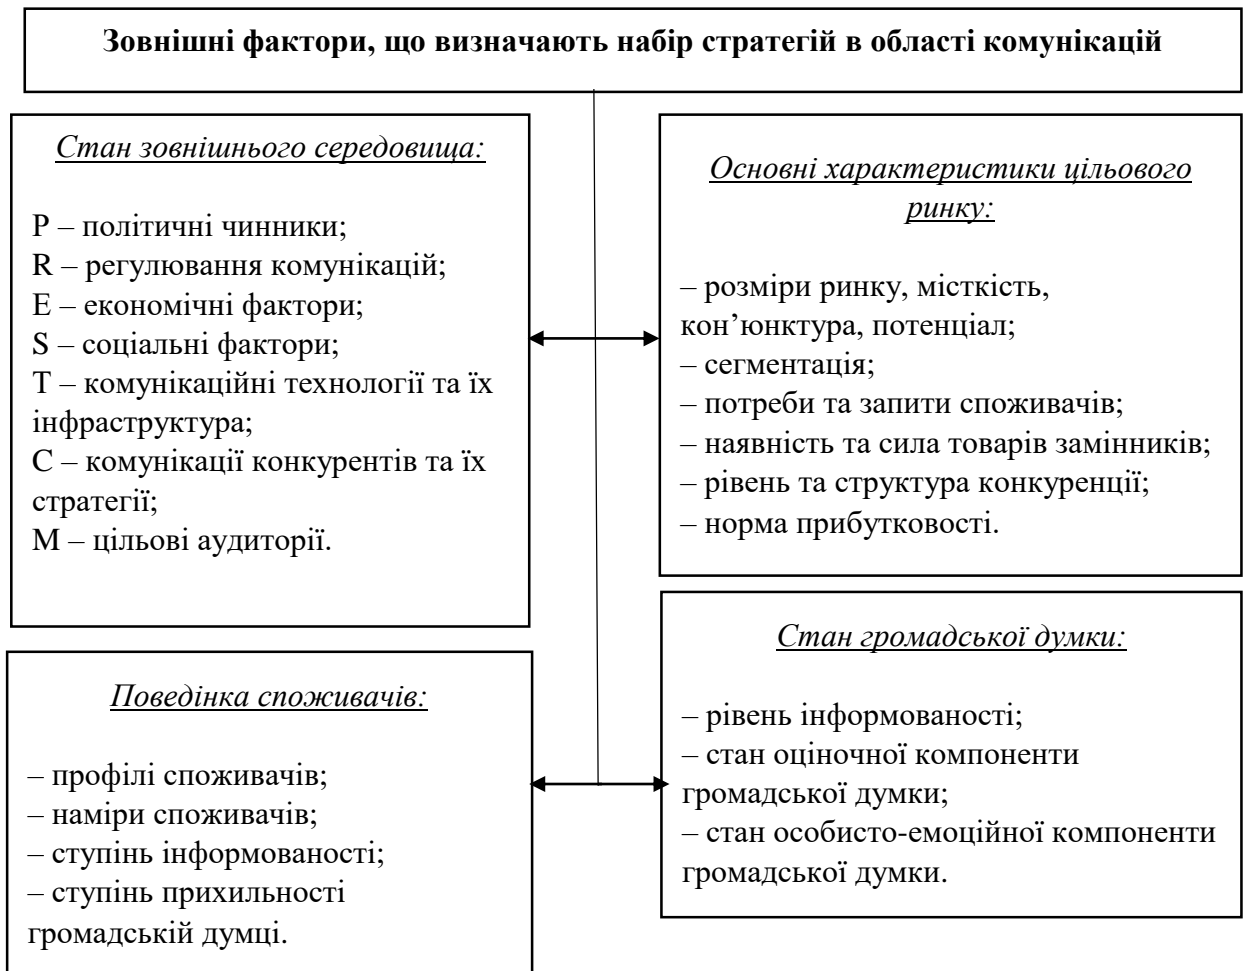 Зовнішні фактори, що визначають набір стратегій в області комунікацій
Стан зовнішнього середовища:
P – політичні чинники;
R – регулювання комунікацій;
E – економічні фактори;
S – соціальні фактори;
T – комунікаційні технології та їх
інфраструктура;
C – комунікації конкурентів та їх
стратегії;
M – цільові аудиторії.
Основні характеристики цільового
ринку:
– розміри ринку, місткість,
кон’юнктура, потенціал;
– сегментація;
– потреби та запити споживачів;
– наявність та сила товарів замінників;
– рівень та структура конкуренції;
– норма прибутковості.
Поведінка споживачів:
– профілі споживачів;
– наміри споживачів;
– ступінь інформованості;
– ступінь прихильності
громадській думці.
Стан громадської думки:
– рівень інформованості;
– стан оціночної компоненти
громадської думки;
– стан особисто-емоційної компоненти
громадської думки.